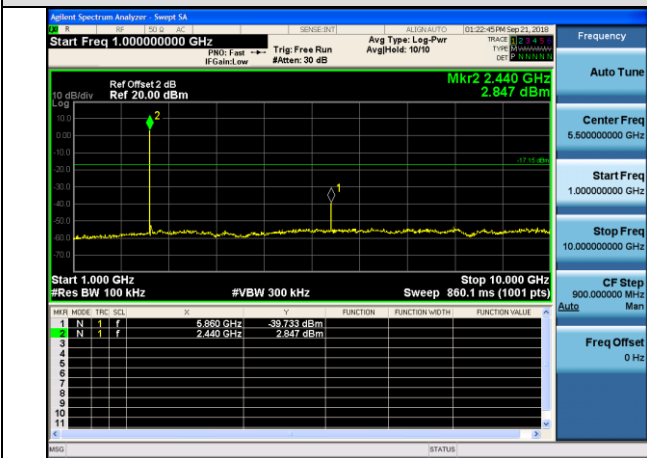 Agilent Spectrum Analyzer - Swept SA
R RF 50 Ω AC SENSE:INT ALIGNAUTO 01:22:45 PM Sep 21, 2018
Start Freq 1.000000000 GHz
PNO: Fast
IFGain:Low
Trig: Free Run
#Atten: 30 dB
Avg Type: Log-Pwr
Avg|Hold: 10/10
TRACE 1 2 3 4 5 6
TYPE M
DET P N N N N N
Ref Offset 2 dB
10 dB/div Ref 20.00 dBm
Log
Mkr2 2.440 GHz
2.847 dBm
10.0
0.00
-10.0
-20.0
-30.0
-40.0
-50.0
-60.0
-70.0
2
1
-17.15 dBm
Start 1.000 GHz Stop 10.000 GHz
#Res BW 100 kHz #VBW 300 kHz Sweep 860.1 ms (1001 pts)
MKR MODE TRC SCL X Y FUNCTION FUNCTION WIDTH FUNCTION VALUE
1 N 1 f 5.860 GHz -39.733 dBm
2 N 1 f 2.440 GHz 2.847 dBm
3
4
5
6
7
8
9
10
11
MSG STATUS
Frequency
Auto Tune
Center Freq
5.500000000 GHz
Start Freq
1.000000000 GHz
Stop Freq
10.000000000 GHz
CF Step
900.000000 MHz
Auto Man
Freq Offset
0 Hz